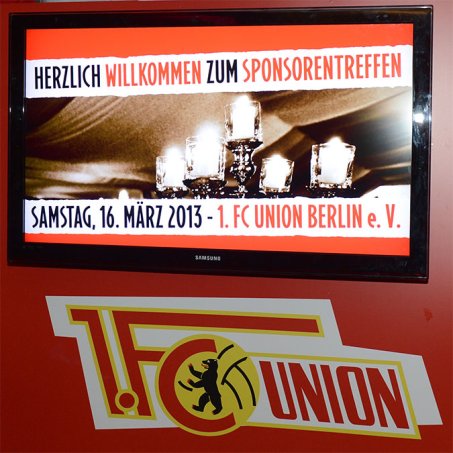 HERZLICH WILLKOMMEN ZUM SPONSORENTREFFEN
SAMSTAG, 16. MÄRZ 2013 - 1. FC UNION BERLIN e. V.
SAMSUNG
1.FC UNION